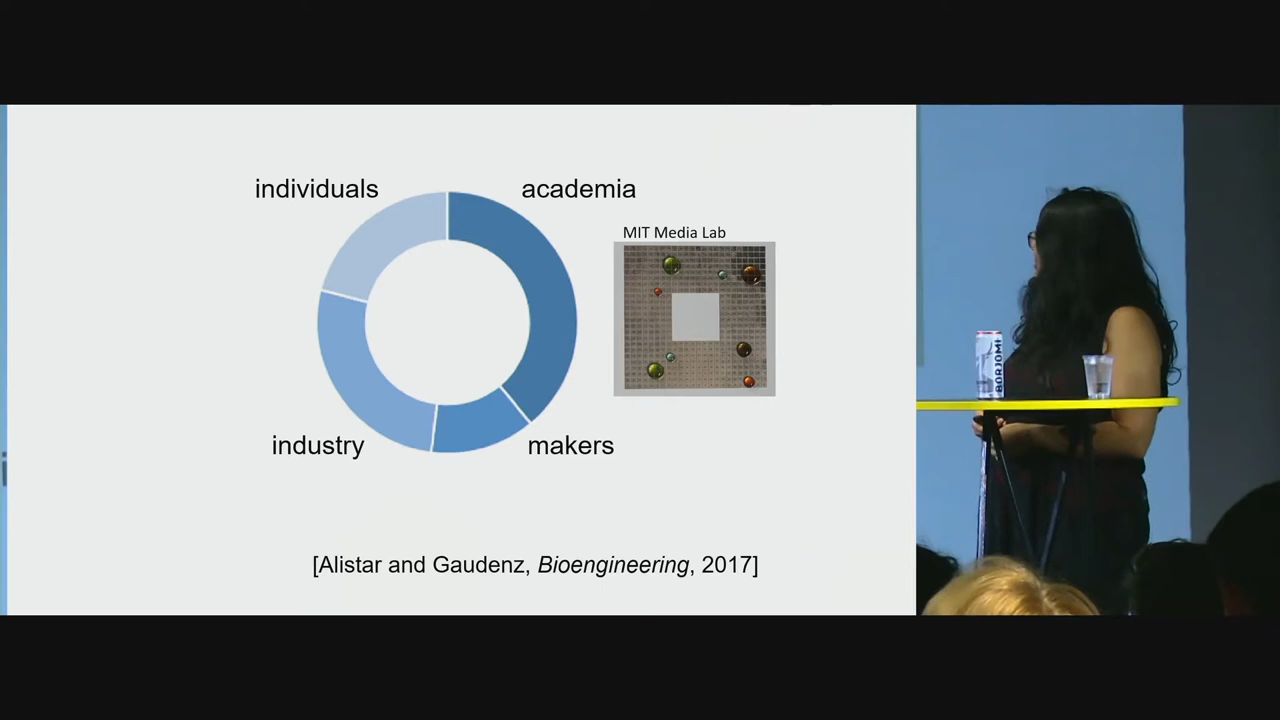 individuals
academia
MIT Media Lab
industry
makers
[Alistar and Gaudenz, Bioengineering, 2017]
BORJOMI